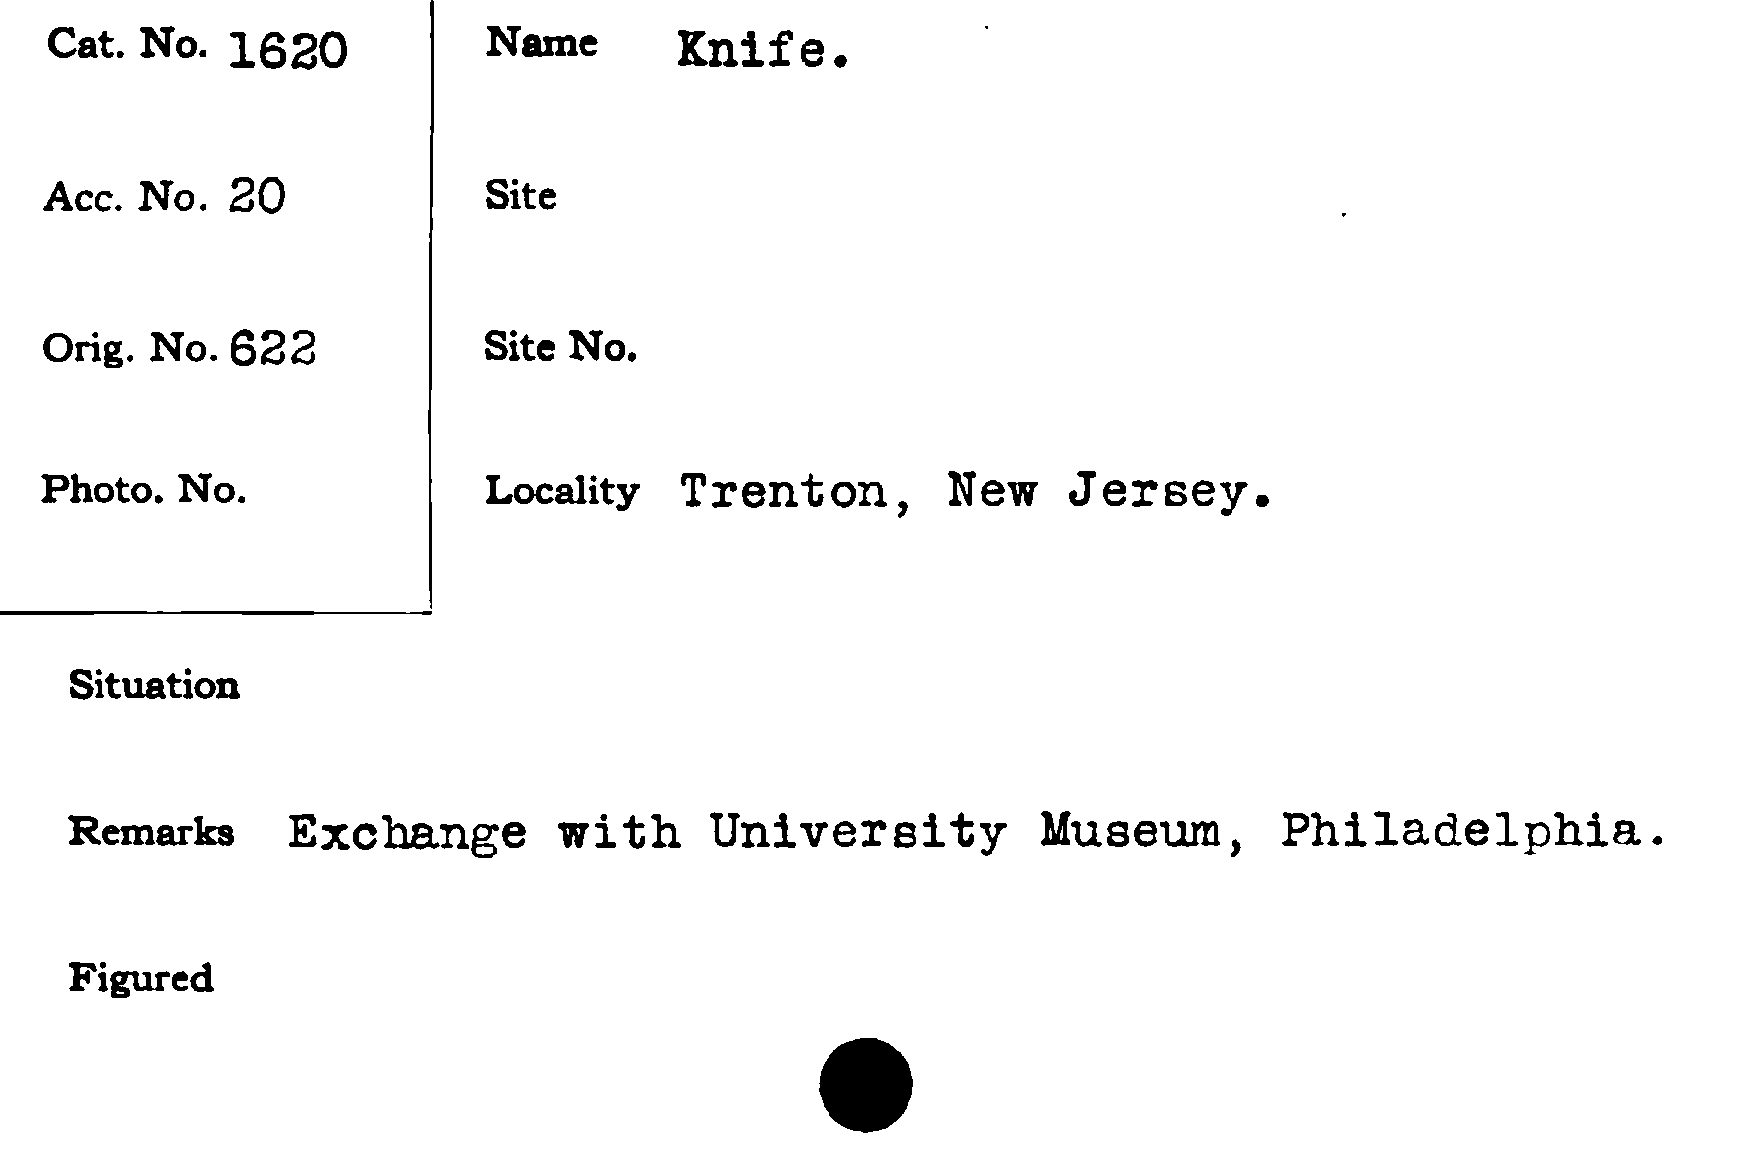 Cat. No. 1620
Name Knife.
Acc. No. 20
Site
Orig. No. 622
Site No.
Photo. No.
Locality Trenton, New Jersey.
Situation
Remarks Exchange with University Museum, Philadelphia.
Figured